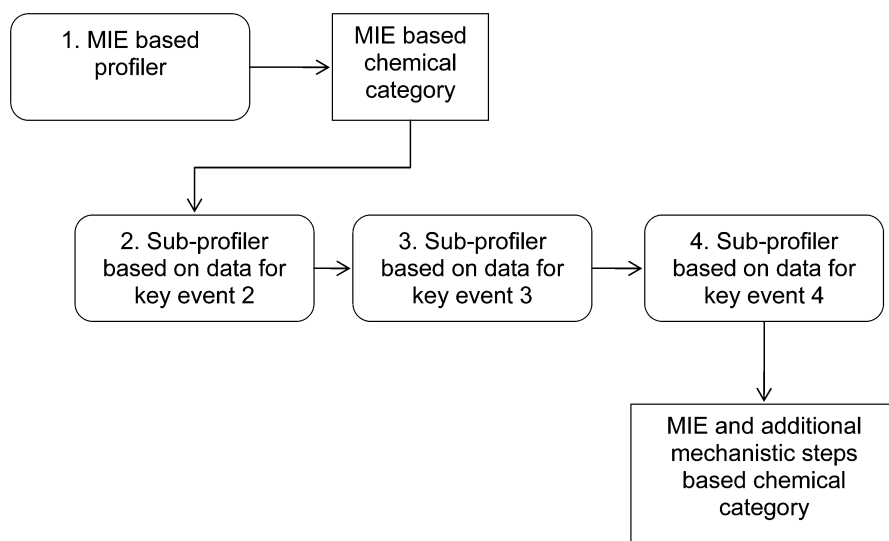 1. MIE based
profiler
MIE based
chemical
category
2. Sub-profiler
based on data for
key event 2
3. Sub-profiler
based on data for
key event 3
4. Sub-profiler
based on data for
key event 4
MIE and additional
mechanistic steps
based chemical
category